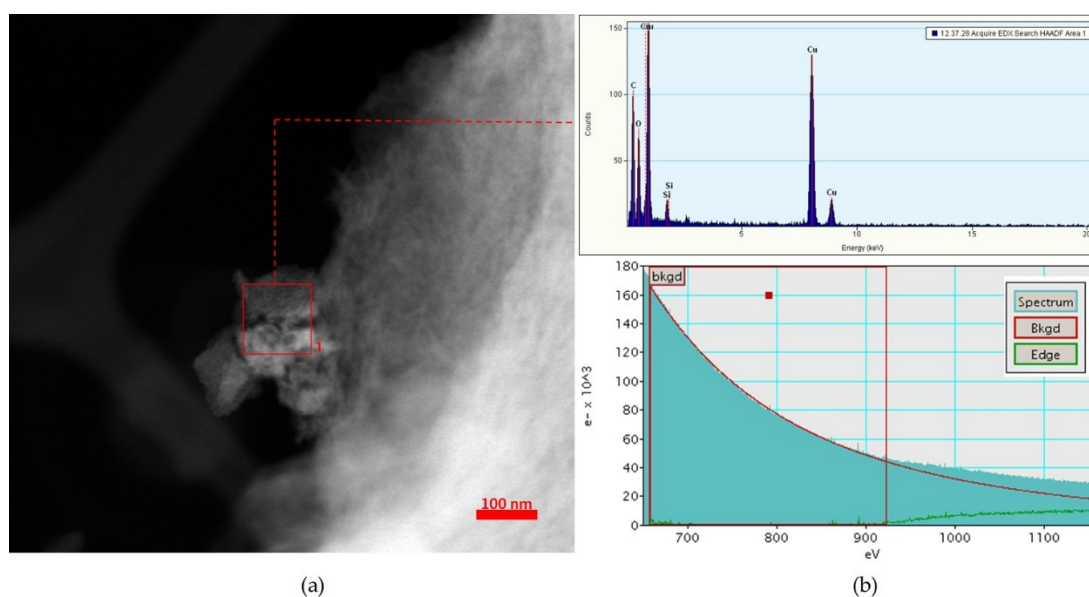 1
100 nm
(a)
150
100
50
Counts
C
O
Cu
Si
Si
Cu
Cu
12.37.28 Acquire EDX Search HAADF Area 1
5
10
15
20
Energy (keV)
180
160
140
120
100
80
60
40
20
0
e- x 10^3
bkgd
Spectrum
Bkgd
Edge
700
800
900
1000
1100
eV
(b)